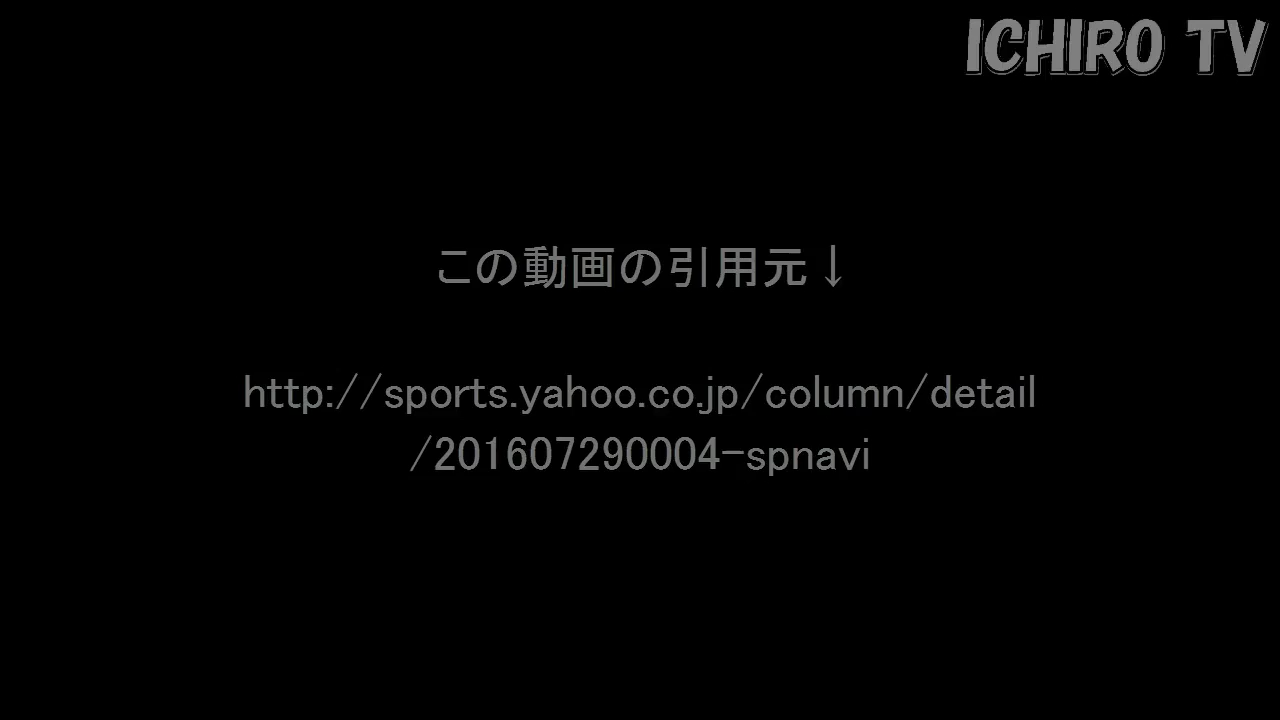 ICHIRO TV
この動画の引用元↓
http://sports.yahoo.co.jp/column/detail
/201607290004-spnavi